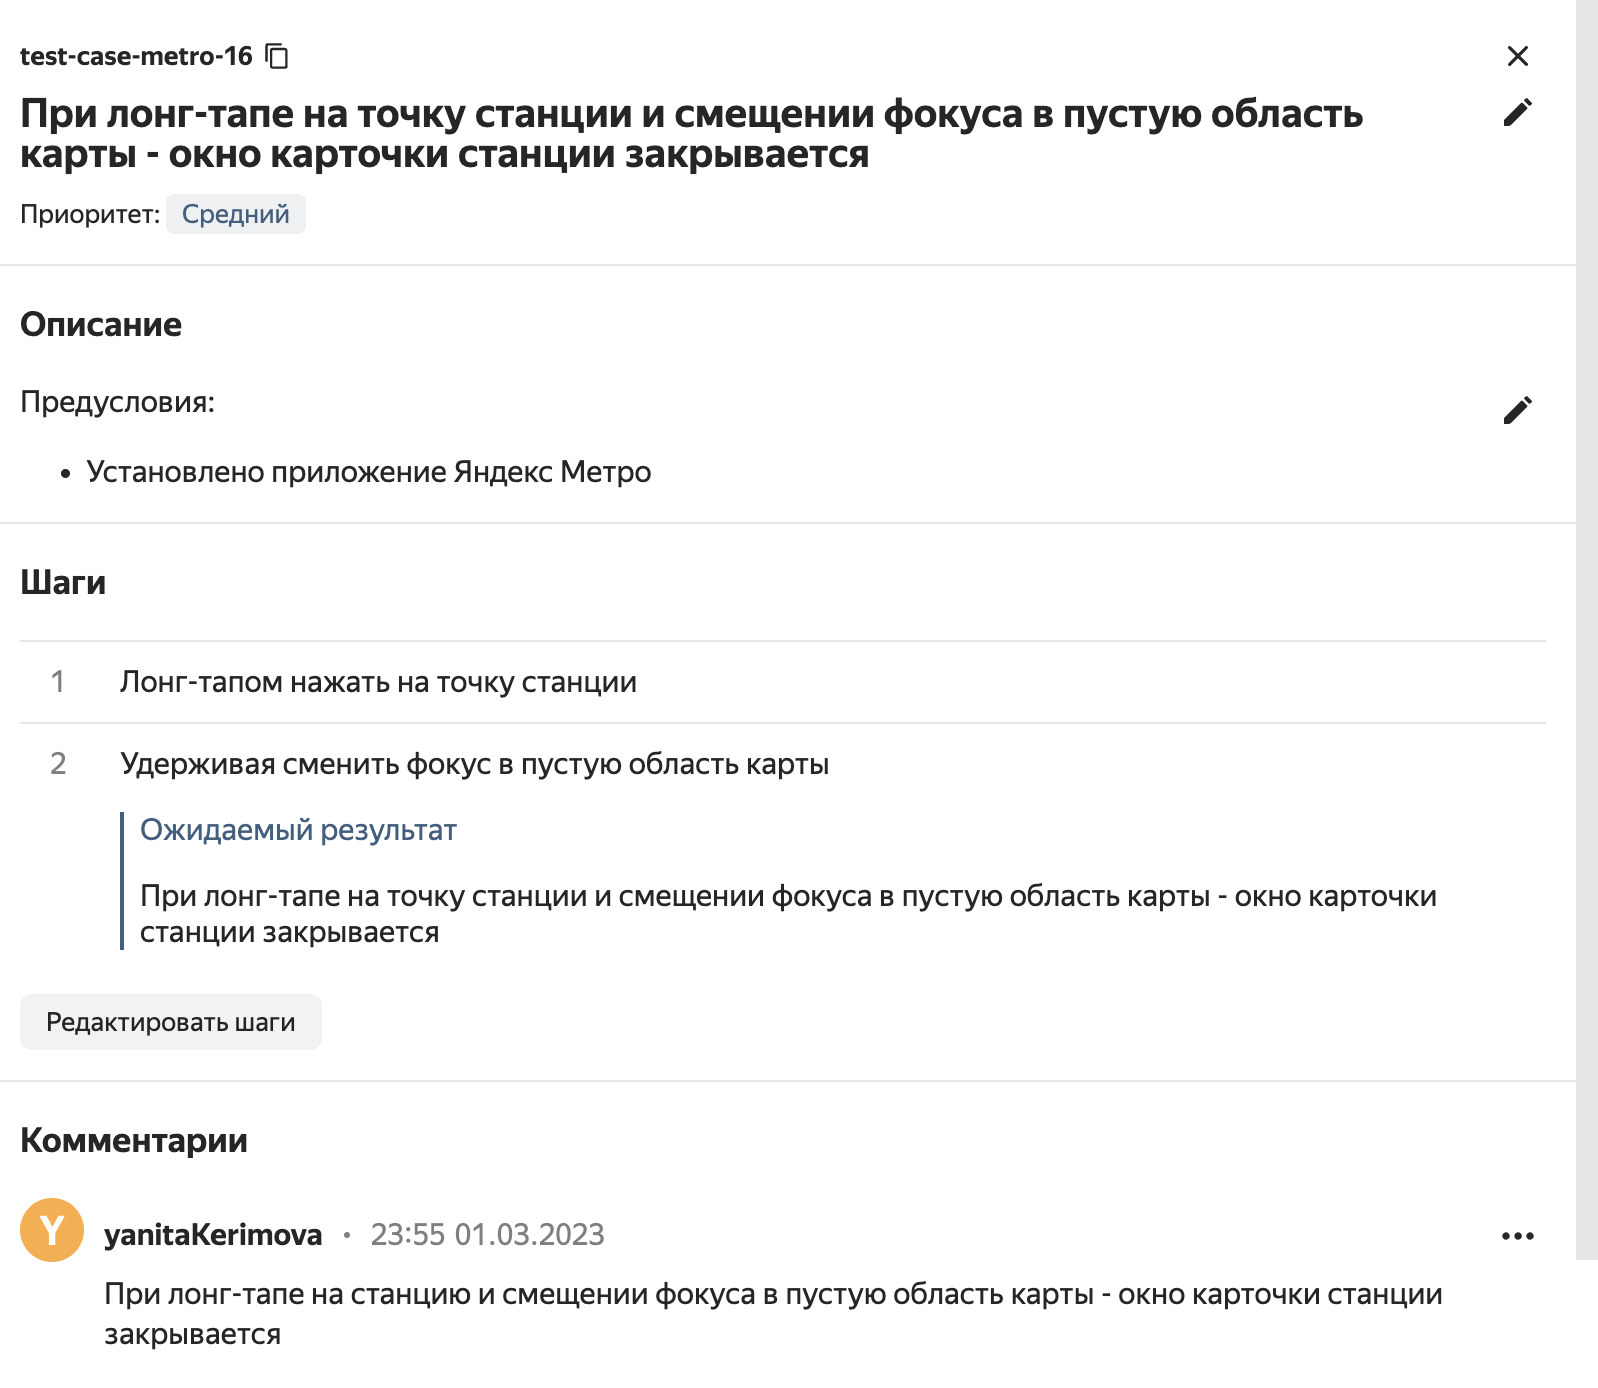 test-case-metro-16
При лонг-тапе на точку станции и смещении фокуса в пустую область
карты - окно карточки станции закрывается
Приоритет: Средний
Описание
Предусловия:
• Установлено приложение Яндекс Метро
Шаги
1 Лонг-тапом нажать на точку станции
2 Удерживая сменить фокус в пустую область карты
Ожидаемый результат
При лонг-тапе на точку станции и смещении фокуса в пустую область карты - окно карточки
станции закрывается
Редактировать шаги
Комментарии
Y yanitaKerimova • 23:55 01.03.2023
При лонг-тапе на станцию и смещении фокуса в пустую область карты - окно карточки станции
закрывается